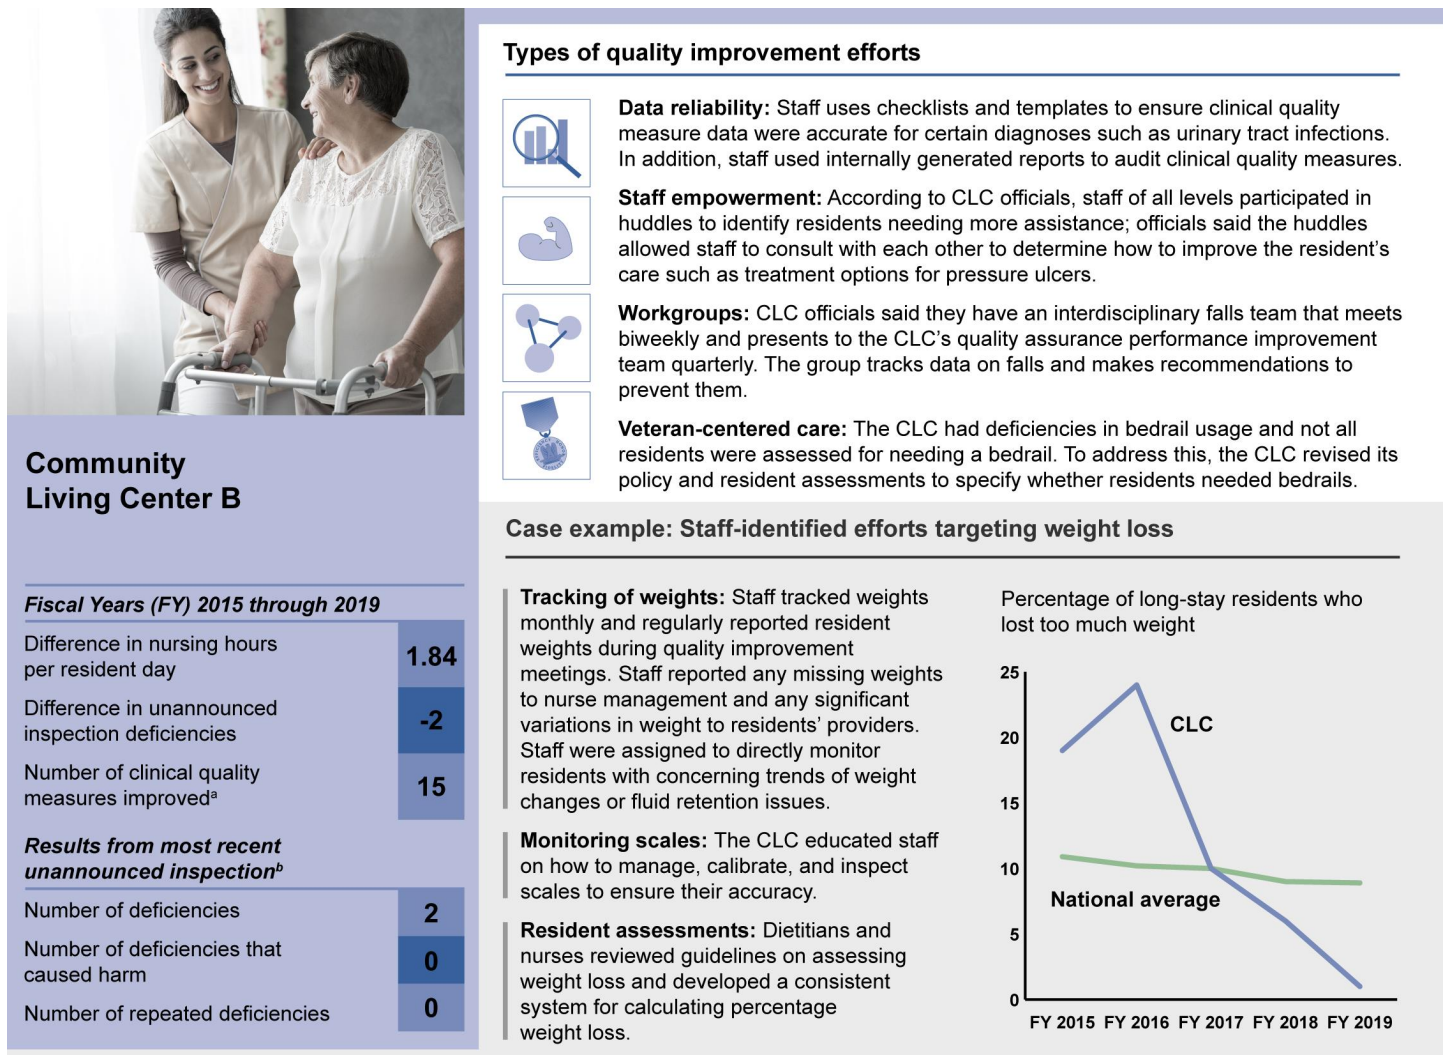 Types of quality improvement efforts
Data reliability: Staff uses checklists and templates to ensure clinical quality
measure data were accurate for certain diagnoses such as urinary tract infections.
In addition, staff used internally generated reports to audit clinical quality measures.
Staff empowerment: According to CLC officials, staff of all levels participated in
huddles to identify residents needing more assistance; officials said the huddles
allowed staff to consult with each other to determine how to improve the resident’s
care such as treatment options for pressure ulcers.
Workgroups: CLC officials said they have an interdisciplinary falls team that meets
biweekly and presents to the CLC’s quality assurance performance improvement
team quarterly. The group tracks data on falls and makes recommendations to
prevent them.
Veteran-centered care: The CLC had deficiencies in bedrail usage and not all
residents were assessed for needing a bedrail. To address this, the CLC revised its
policy and resident assessments to specify whether residents needed bedrails.
Community
Living Center B
Fiscal Years (FY) 2015 through 2019
Difference in nursing hours
per resident day
1.84
Difference in unannounced
inspection deficiencies
-2
Number of clinical quality
measures improvedᵃ
15
Results from most recent
unannounced inspectionᵇ
Number of deficiencies
2
Number of deficiencies that
caused harm
0
Number of repeated deficiencies
0
Case example: Staff-identified efforts targeting weight loss
Tracking of weights: Staff tracked weights
monthly and regularly reported resident
weights during quality improvement
meetings. Staff reported any missing weights
to nurse management and any significant
variations in weight to residents’ providers.
Staff were assigned to directly monitor
residents with concerning trends of weight
changes or fluid retention issues.
Monitoring scales: The CLC educated staff
on how to manage, calibrate, and inspect
scales to ensure their accuracy.
Resident assessments: Dietitians and
nurses reviewed guidelines on assessing
weight loss and developed a consistent
system for calculating percentage
weight loss.
Percentage of long-stay residents who
lost too much weight
25
20
15
10
5
0
CLC
National average
FY 2015 FY 2016 FY 2017 FY 2018 FY 2019